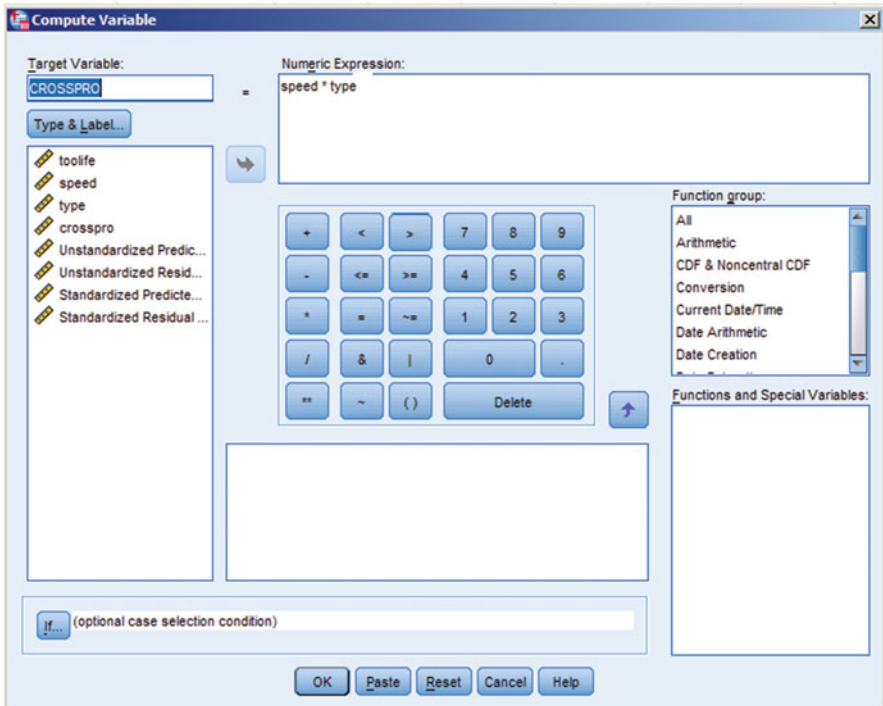 Compute Variable
Target Variable:
CROSSPRO
=
Numeric Expression:
speed * type
Type & Label...
toolife
speed
type
crosspro
Unstandardized Predic...
Unstandardized Resid...
Standardized Predicte...
Standardized Residual ...
+ < > 7 8 9
- <= >= 4 5 6
* = ~= 1 2 3
/ & | 0 .
** ~ ( ) Delete
Function group:
All
Arithmetic
CDF & Noncentral CDF
Conversion
Current Date/Time
Date Arithmetic
Date Creation
Functions and Special Variables:
If... (optional case selection condition)
OK Paste Reset Cancel Help